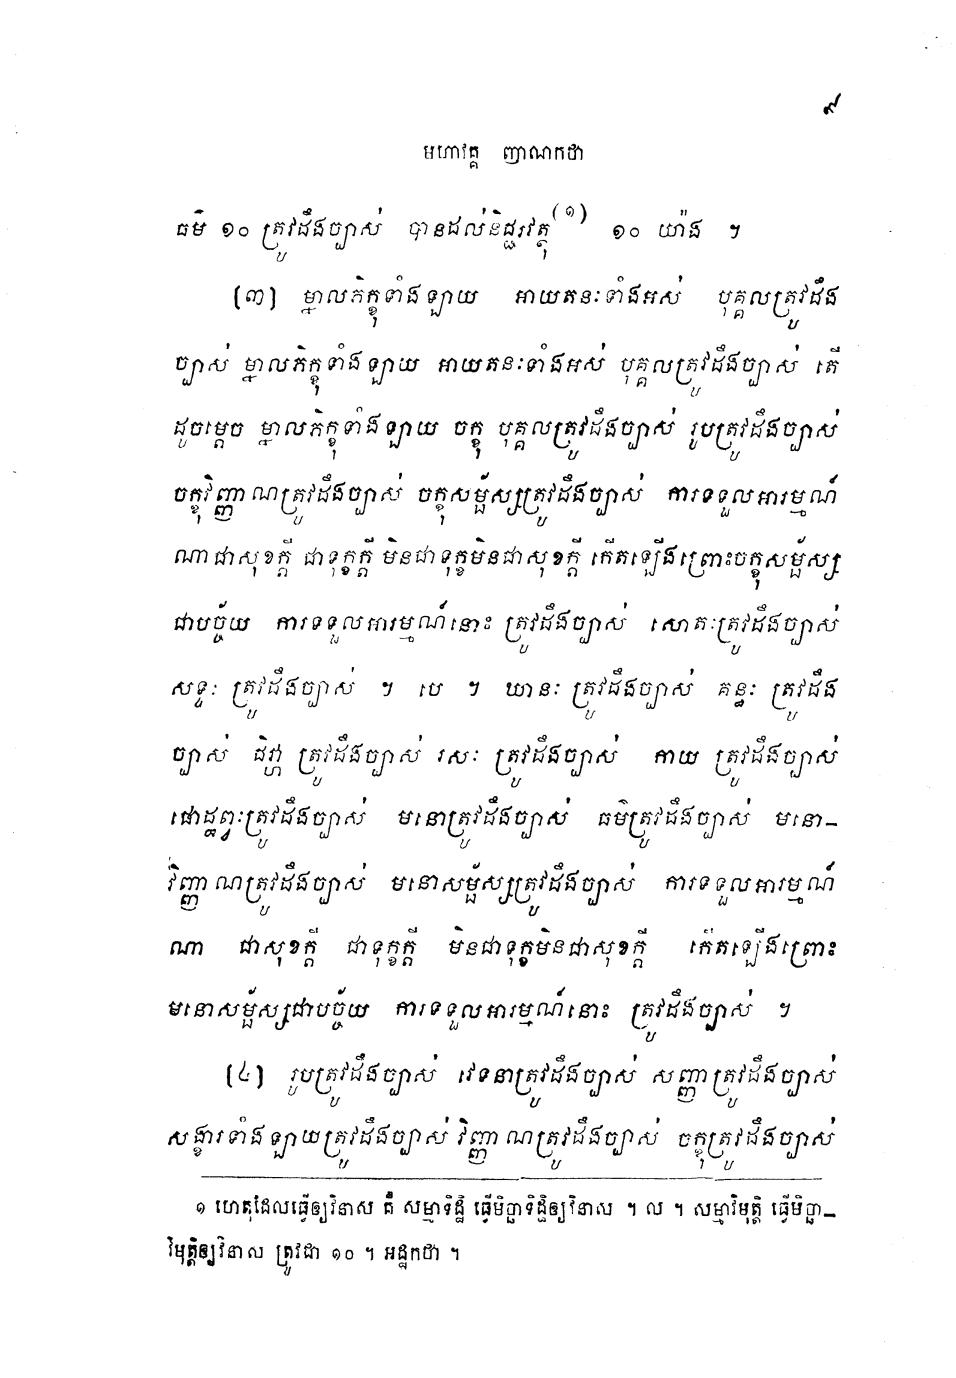 ៩
មហាវគ្គ ញាណកថា
ធម៌ ១០ ត្រូវដឹងច្បាស់ បានដល់និជ្ជរវត្ថុ (១) ១០ យ៉ាង ។
(៣) ម្នាលភិក្ខុទាំងឡាយ អាយតនៈទាំងអស់ បុគ្គលត្រូវដឹង
ច្បាស់ ម្នាលភិក្ខុទាំងឡាយ អាយតនៈទាំងអស់ បុគ្គលត្រូវដឹងច្បាស់ តើ
ដូចម្តេច ម្នាលភិក្ខុទាំងឡាយ ចក្ខុ បុគ្គលត្រូវដឹងច្បាស់ រូបត្រូវដឹងច្បាស់
ចក្ខុវិញ្ញាណត្រូវដឹងច្បាស់ ចក្ខុសម្ផ័ស្សត្រូវដឹងច្បាស់ ការទទួលអារម្មណ៍
ណាជាសុខក្តី ជាទុក្ខក្តី មិនជាទុក្ខមិនជាសុខក្តី កើតឡើងព្រោះចក្ខុសម្ផ័ស្ស
ជាបច្ច័យ ការទទួលអារម្មណ៍នោះ ត្រូវដឹងច្បាស់ សោតៈត្រូវដឹងច្បាស់
សទ្ទៈ ត្រូវដឹងច្បាស់ ។ បេ ។ ឃានៈ ត្រូវដឹងច្បាស់ គន្ធៈ ត្រូវដឹង
ច្បាស់ ជិវ្ហា ត្រូវដឹងច្បាស់ រសៈ ត្រូវដឹងច្បាស់ កាយ ត្រូវដឹងច្បាស់
ផោដ្ឋព្វៈត្រូវដឹងច្បាស់ មនោត្រូវដឹងច្បាស់ ធម៌ត្រូវដឹងច្បាស់ មនោ–
វិញ្ញាណត្រូវដឹងច្បាស់ មនោសម្ផ័ស្សត្រូវដឹងច្បាស់ ការទទួលអារម្មណ៍
ណា ជាសុខក្តី ជាទុក្ខក្តី មិនជាទុក្ខមិនជាសុខក្តី កើតឡើងព្រោះ
មនោសម្ផ័ស្សជាបច្ច័យ ការទទួលអារម្មណ៍នោះ ត្រូវដឹងច្បាស់ ។
(៤) រូបត្រូវដឹងច្បាស់ វេទនាត្រូវដឹងច្បាស់ សញ្ញាត្រូវដឹងច្បាស់
សង្ខារទាំងឡាយត្រូវដឹងច្បាស់ វិញ្ញាណត្រូវដឹងច្បាស់ ចក្ខុត្រូវដឹងច្បាស់
១ ហេតុដែលធ្វើឲ្យវិនាស គឺ សម្មាទិដ្ឋិ ធ្វើមិច្ឆាទិដ្ឋិឲ្យវិនាស ។ ល ។ សម្មាវិមុត្តិ ធ្វើមិច្ឆា–
វិមុត្តិឲ្យវិនាស ត្រូវជា ១០ ។ អដ្ឋកថា ។